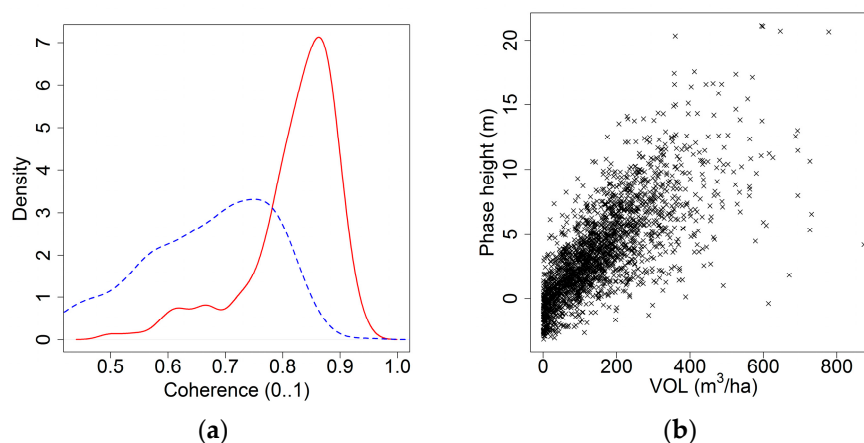 Density
7
6
5
4
3
2
1
0
0.5 0.6 0.7 0.8 0.9 1.0
Coherence (0..1)
(a)
Phase height (m)
20
15
10
5
0
0 200 400 600 800
VOL (m³/ha)
(b)